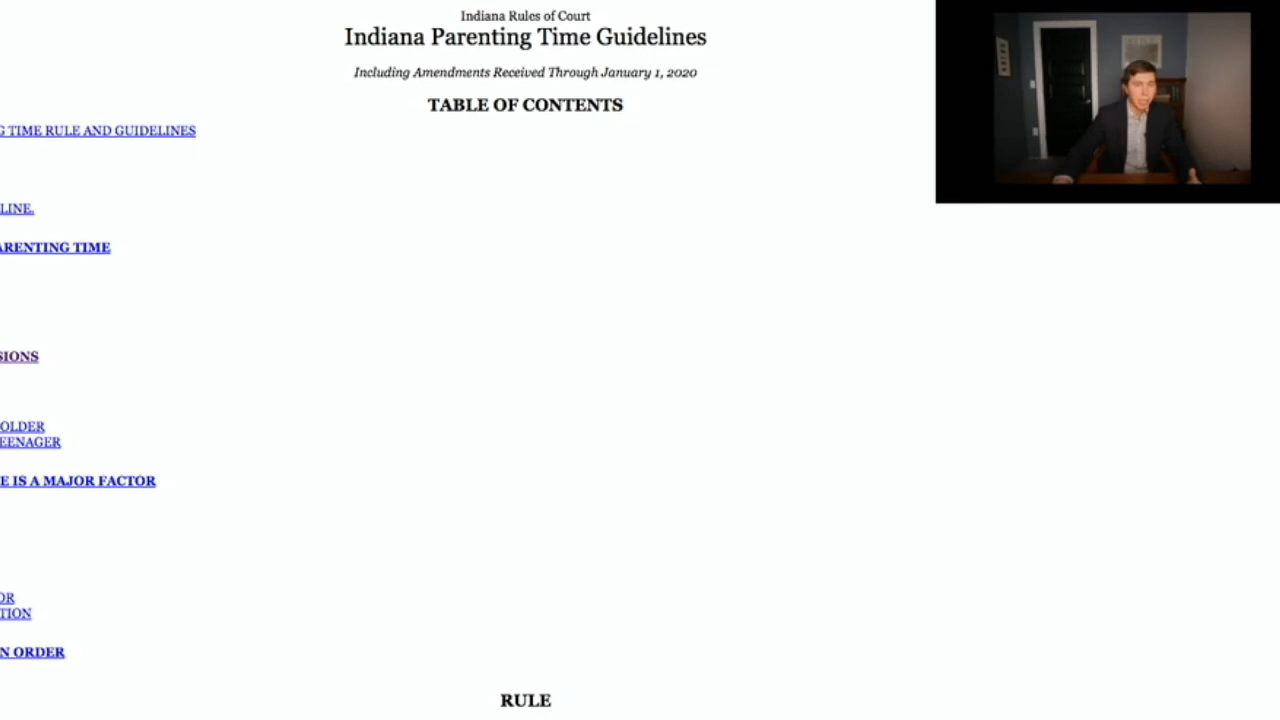 Indiana Rules of Court
Indiana Parenting Time Guidelines
Including Amendments Received Through January 1, 2020
TABLE OF CONTENTS
G TIME RULE AND GUIDELINES
LINE.
ARENTING TIME
SIONS
OLDER
EENAGER
E IS A MAJOR FACTOR
OR
TION
N ORDER
RULE